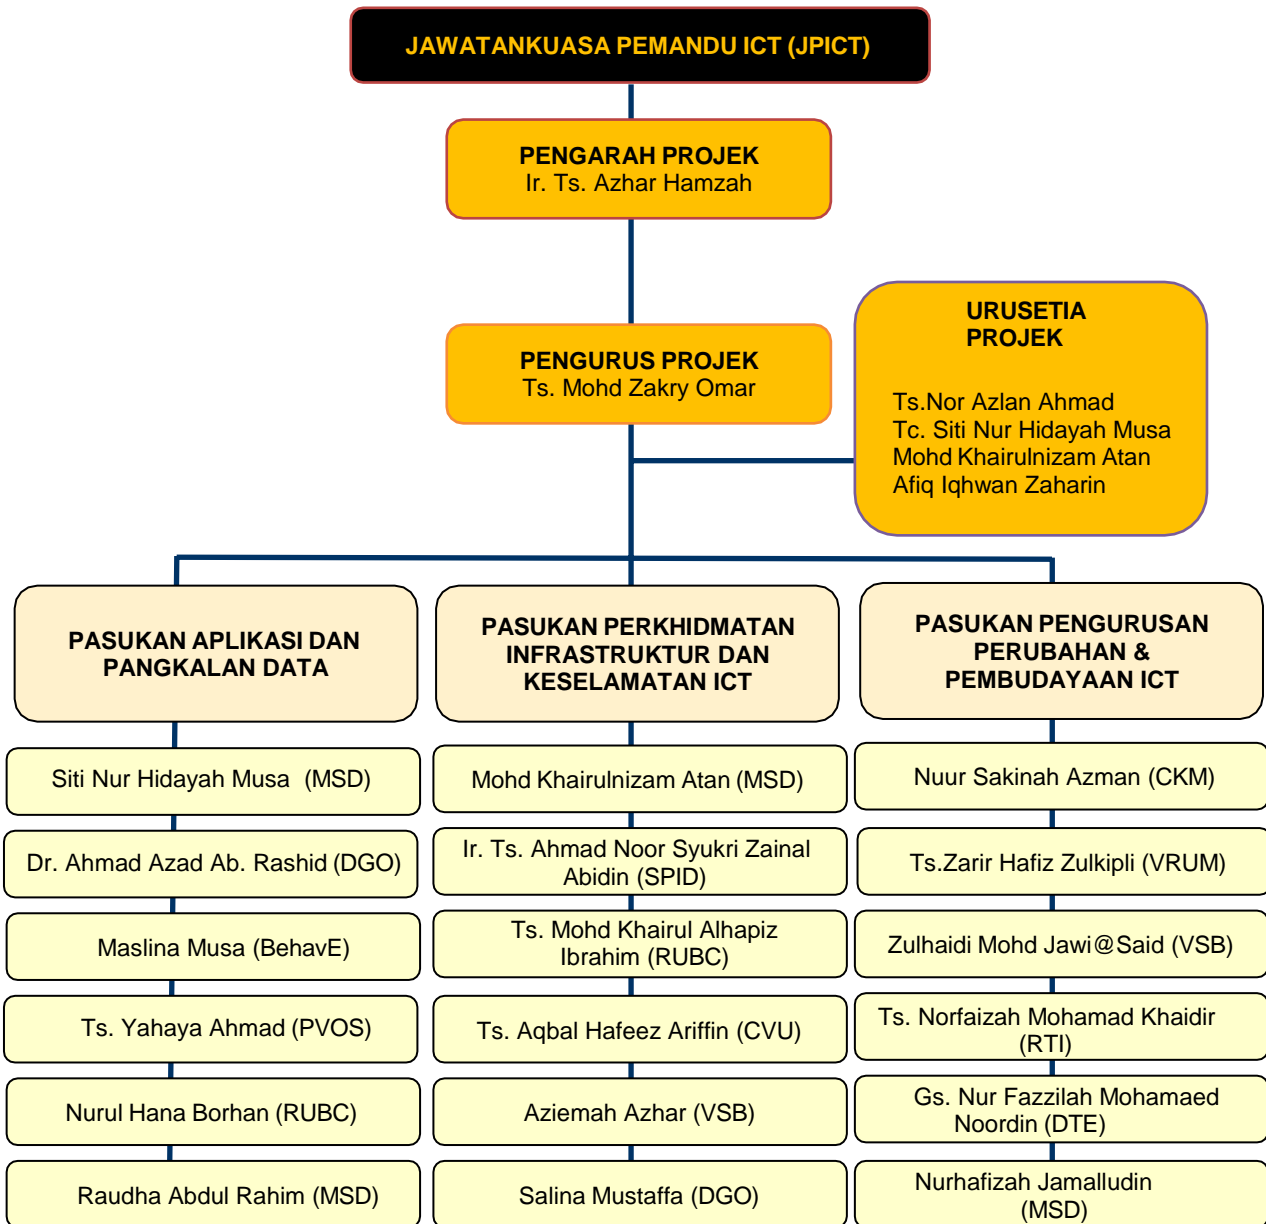 JAWATANKUASA PEMANDU ICT (JPICT)
PENGARAH PROJEK
Ir. Ts. Azhar Hamzah
PENGURUS PROJEK
Ts. Mohd Zakry Omar
URUSETIA
PROJEK
Ts.Nor Azlan Ahmad
Tc. Siti Nur Hidayah Musa
Mohd Khairulnizam Atan
Afiq Iqhwan Zaharin
PASUKAN APLIKASI DAN
PANGKALAN DATA
Siti Nur Hidayah Musa (MSD)
Dr. Ahmad Azad Ab. Rashid (DGO)
Maslina Musa (BehavE)
Ts. Yahaya Ahmad (PVOS)
Nurul Hana Borhan (RUBC)
Raudha Abdul Rahim (MSD)
PASUKAN PERKHIDMATAN
INFRASTRUKTUR DAN
KESELAMATAN ICT
Mohd Khairulnizam Atan (MSD)
Ir. Ts. Ahmad Noor Syukri Zainal
Abidin (SPID)
Ts. Mohd Khairul Alhapiz
Ibrahim (RUBC)
Ts. Aqbal Hafeez Ariffin (CVU)
Aziemah Azhar (VSB)
Salina Mustaffa (DGO)
PASUKAN PENGURUSAN
PERUBAHAN &
PEMBUDAYAAN ICT
Nuur Sakinah Azman (CKM)
Ts.Zarir Hafiz Zulkipli (VRUM)
Zulhaidi Mohd Jawi@Said (VSB)
Ts. Norfaizah Mohamad Khaidir
(RTI)
Gs. Nur Fazzilah Mohamaed
Noordin (DTE)
Nurhafizah Jamalludin
(MSD)